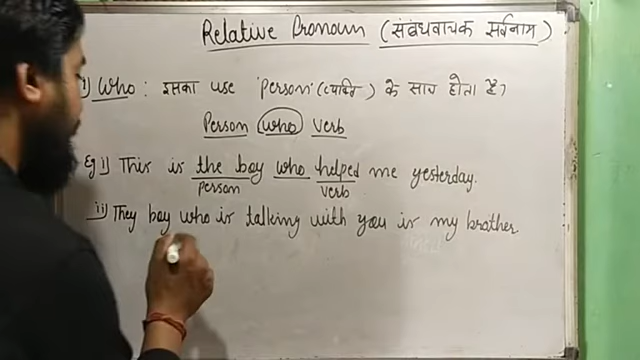 Relative Pronoun (संबंधवाचक सर्वनाम)
1) Who : इसका use 'Person' (व्यक्ति) के साथ होता है?
Person who verb
Eg i) This is the boy who helped me yesterday.
person verb
ii) They boy who is talking with you is my brother.